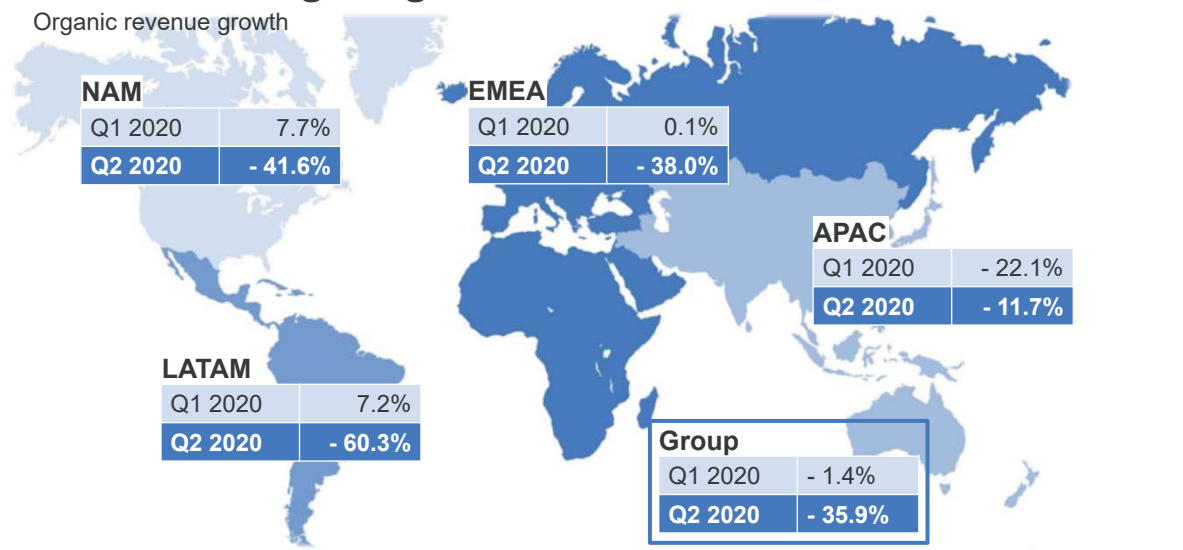 Organic revenue growth
NAM
Q1 2020 7.7%
Q2 2020 - 41.6%
EMEA
Q1 2020 0.1%
Q2 2020 - 38.0%
APAC
Q1 2020 - 22.1%
Q2 2020 - 11.7%
LATAM
Q1 2020 7.2%
Q2 2020 - 60.3%
Group
Q1 2020 - 1.4%
Q2 2020 - 35.9%